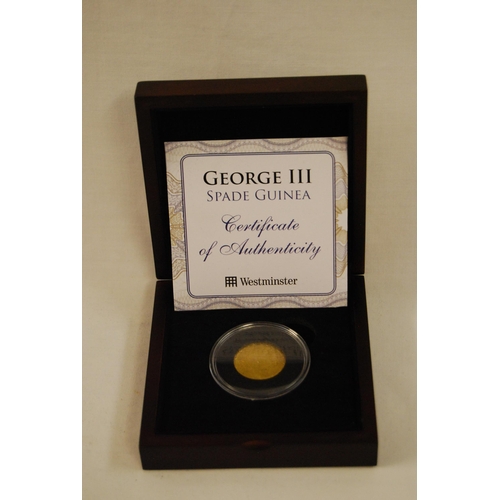 GEORGE III
SPADE GUINEA
Certificate
of Authenticity
Westminster